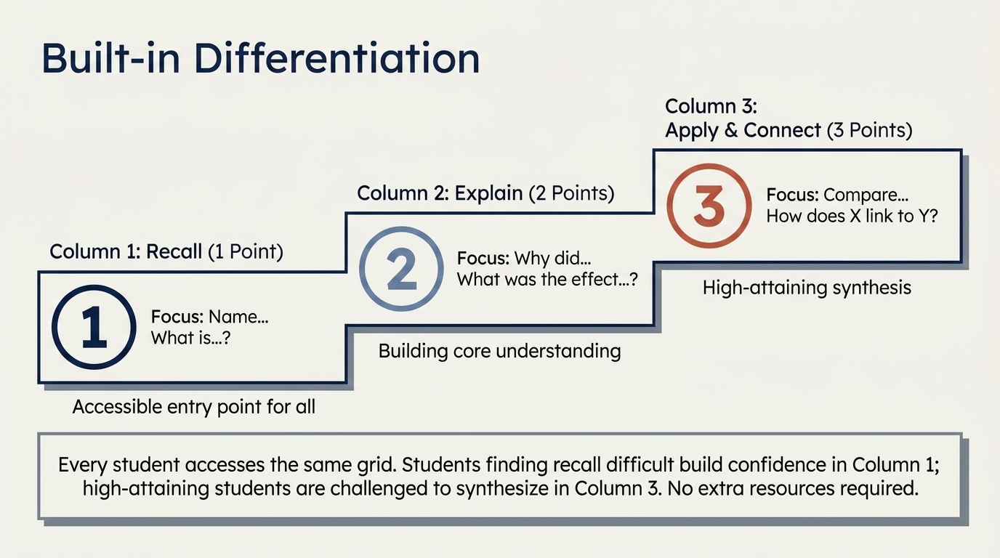 Built-in Differentiation
Column 1: Recall (1 Point)
1
Focus: Name...
What is...?
Accessible entry point for all
Column 2: Explain (2 Points)
2
Focus: Why did...
What was the effect...?
Building core understanding
Column 3:
Apply & Connect (3 Points)
3
Focus: Compare...
How does X link to Y?
High-attaining synthesis
Every student accesses the same grid. Students finding recall difficult build confidence in Column 1;
high-attaining students are challenged to synthesize in Column 3. No extra resources required.